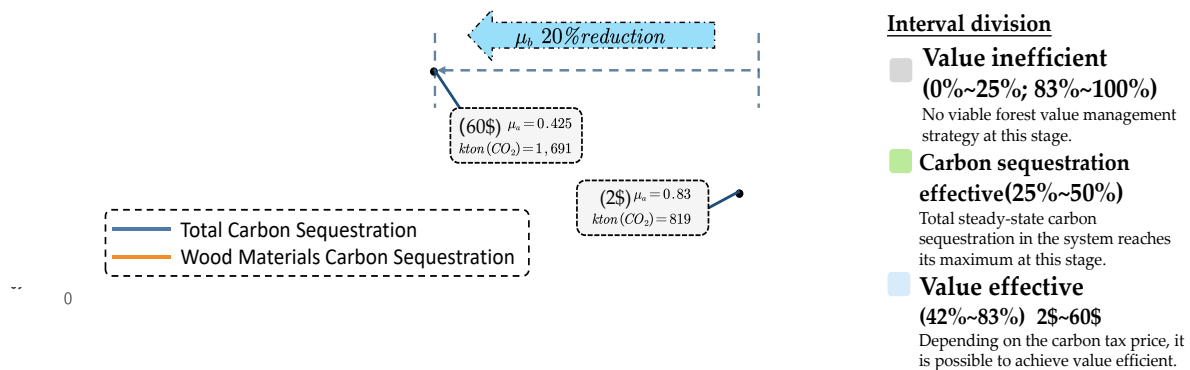 μ_b 20%reduction
(60$) μ_a = 0.425
kton(CO₂) = 1,691
(2$) μ_a = 0.83
kton(CO₂) = 819
Total Carbon Sequestration
Wood Materials Carbon Sequestration
0
Interval division
Value inefficient
(0%~25%; 83%~100%)
No viable forest value management
strategy at this stage.
Carbon sequestration
effective(25%~50%)
Total steady-state carbon
sequestration in the system reaches
its maximum at this stage.
Value effective
(42%~83%) 2$~60$
Depending on the carbon tax price, it
is possible to achieve value efficient.